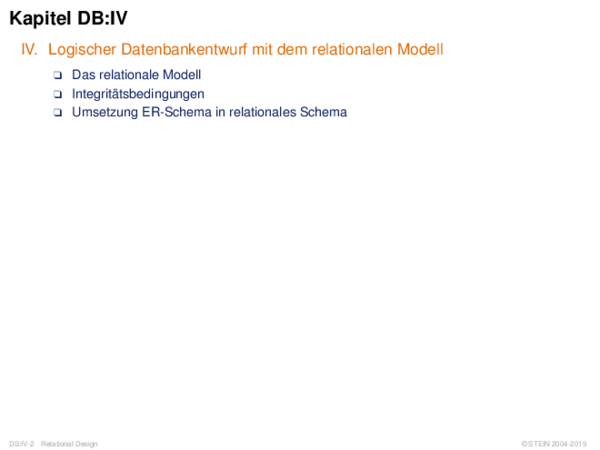 Kapitel DB:IV
IV. Logischer Datenbankentwurf mit dem relationalen Modell
❑ Das relationale Modell
❑ Integritätsbedingungen
❑ Umsetzung ER-Schema in relationales Schema
DB:IV-2 Relational Design © STEIN 2004-2019